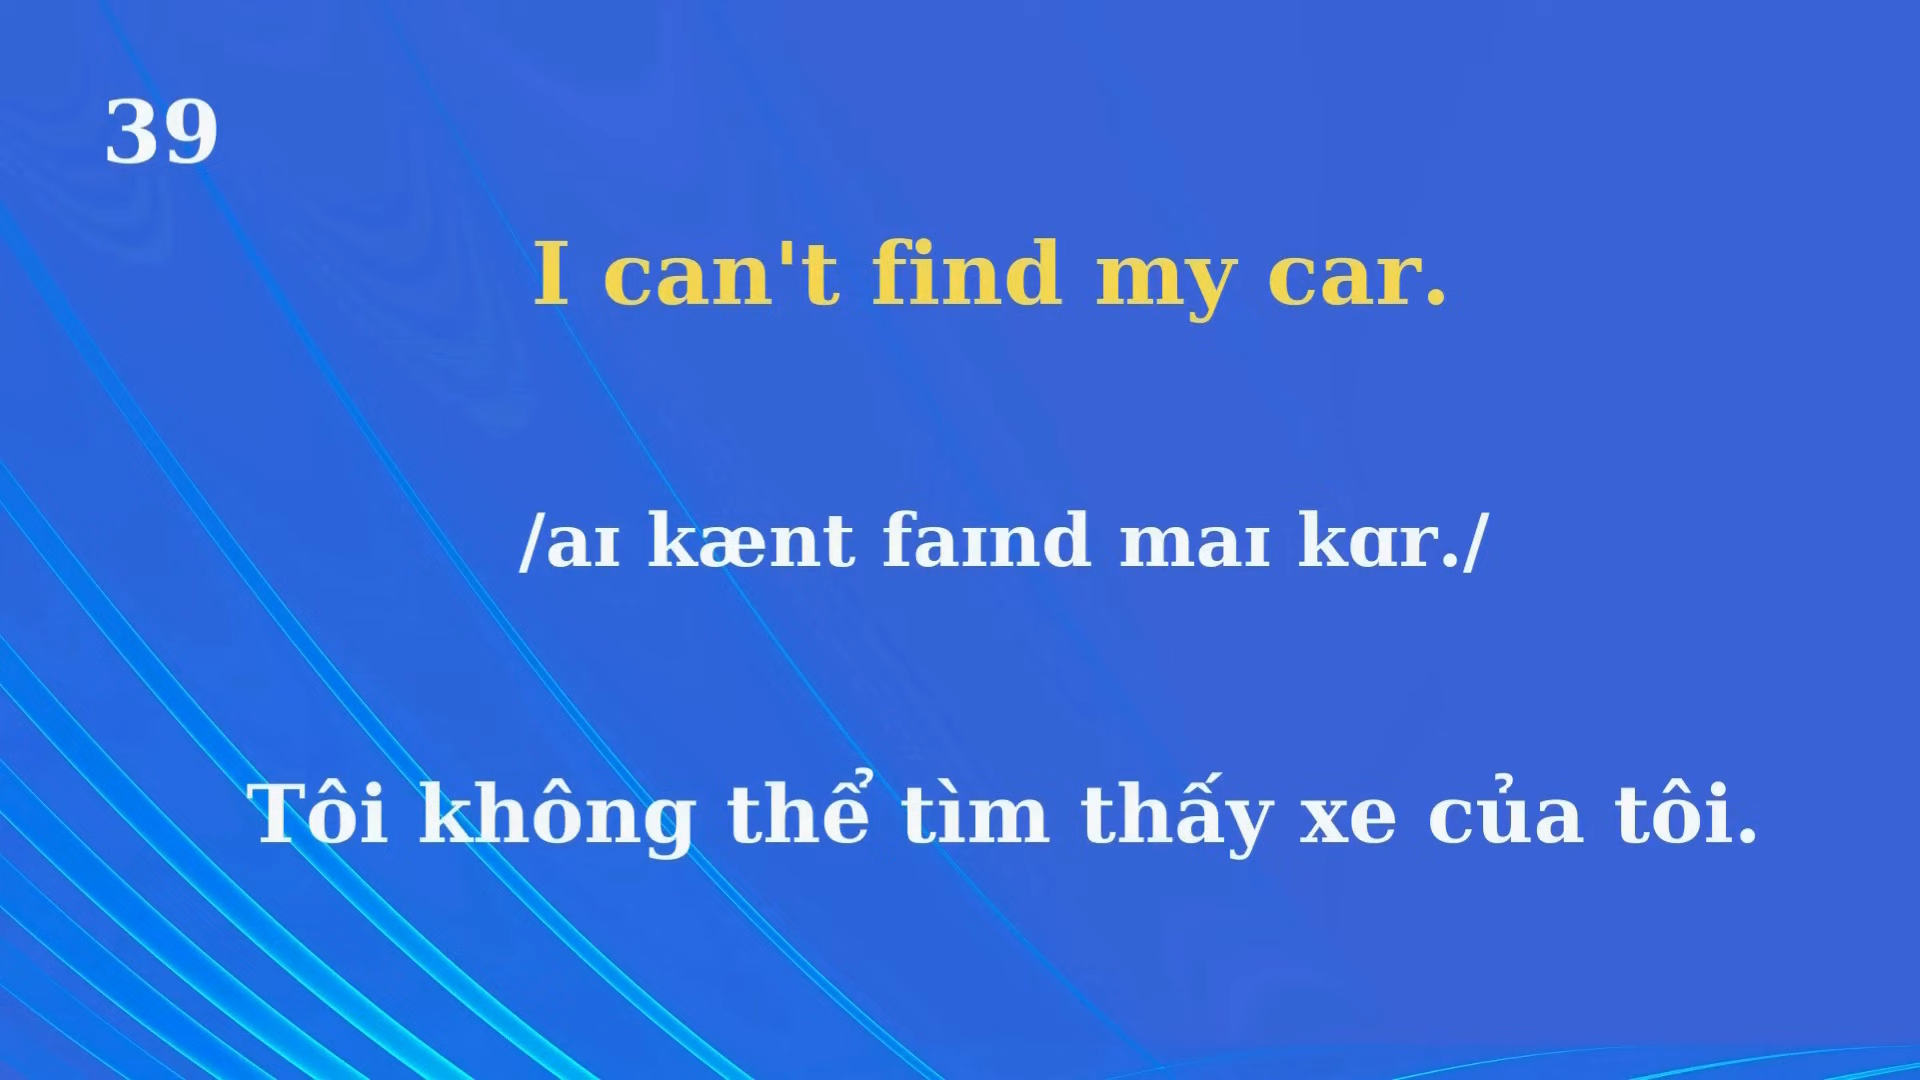 39
I can't find my car.
/aɪ kænt faɪnd maɪ kɑr./
Tôi không thể tìm thấy xe của tôi.